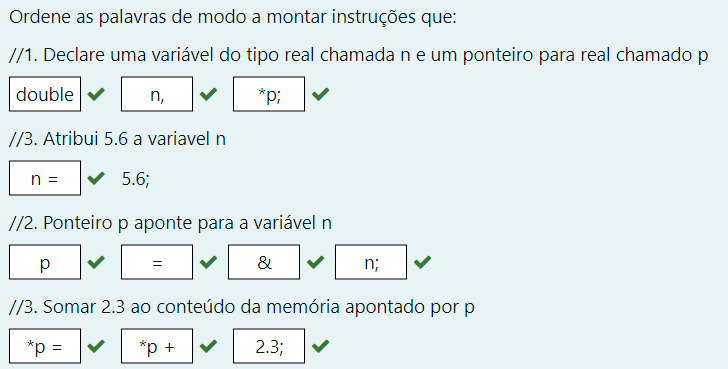 Ordene as palavras de modo a montar instruções que:
//1. Declare uma variável do tipo real chamada n e um ponteiro para real chamado p
double n, *p;
//3. Atribui 5.6 a variavel n
n = 5.6;
//2. Ponteiro p aponte para a variável n
p = & n;
//3. Somar 2.3 ao conteúdo da memória apontado por p
*p = *p + 2.3;